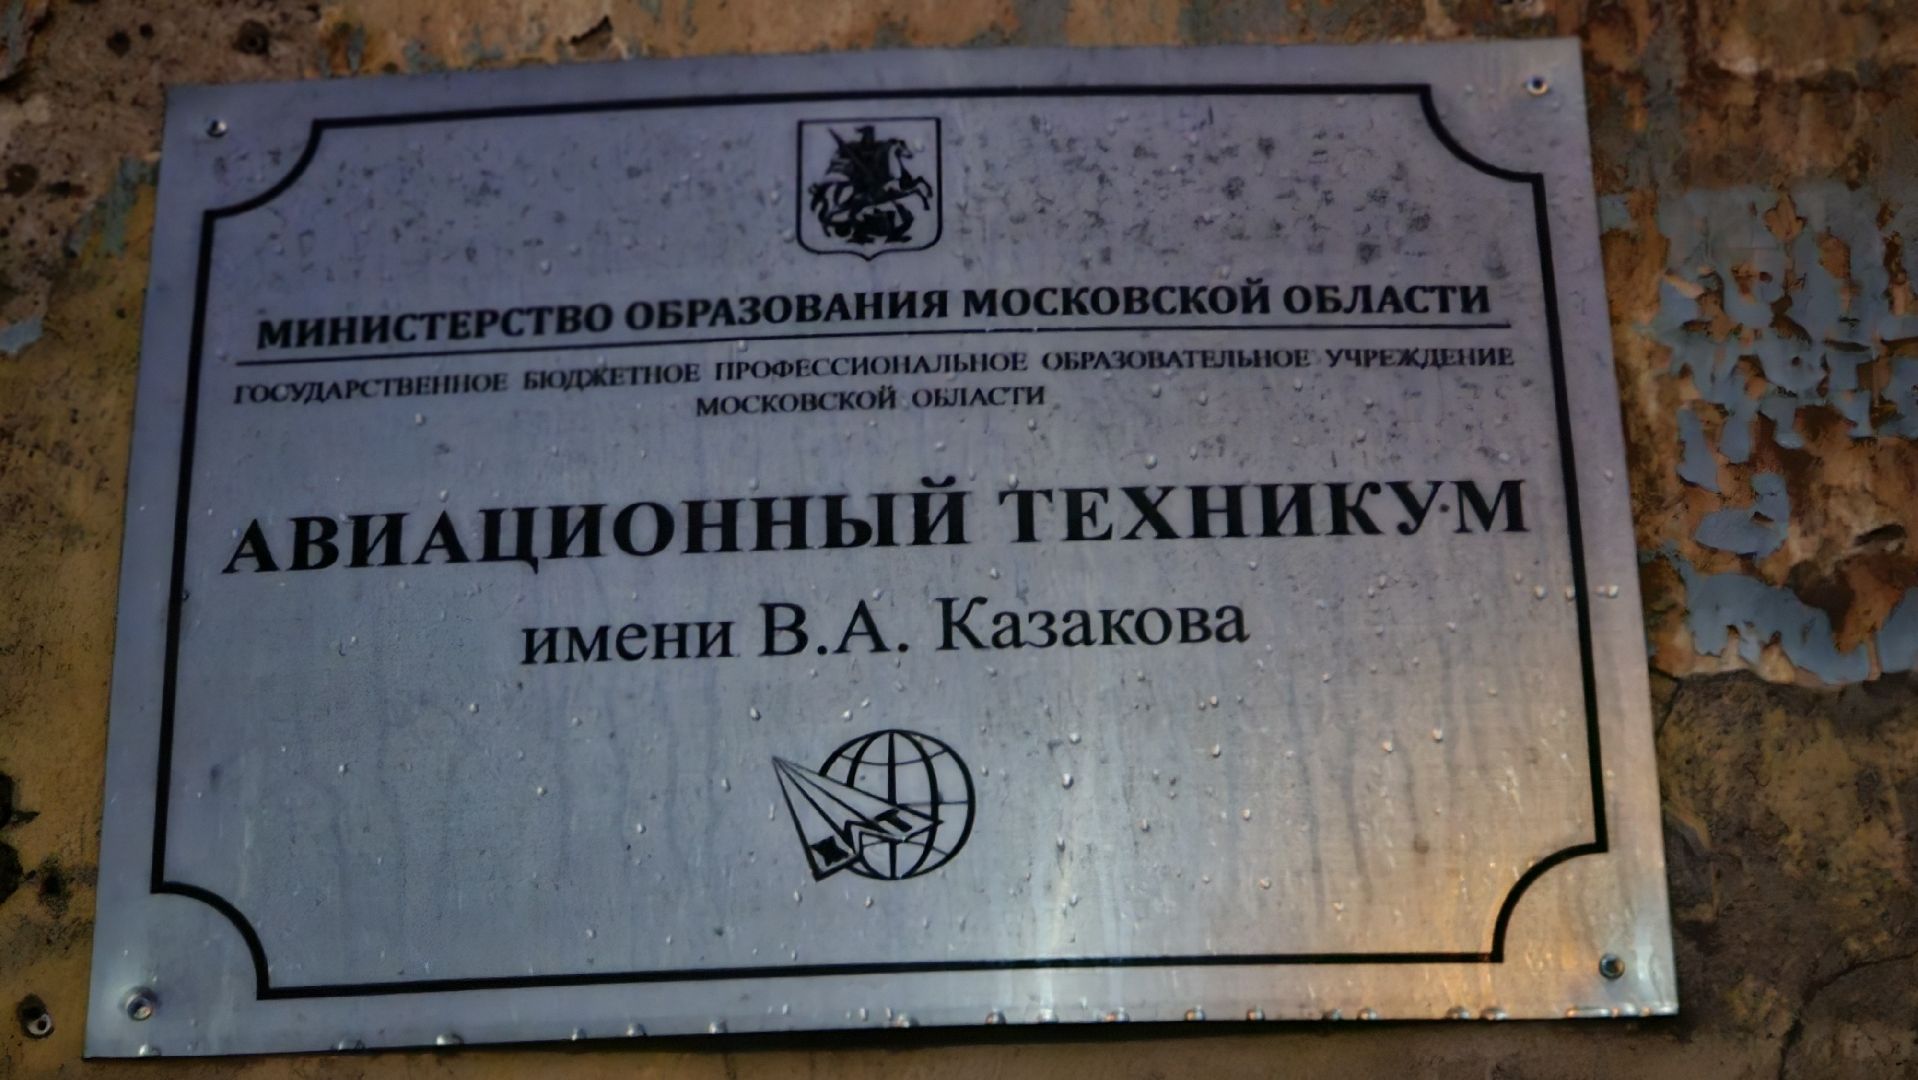 МИНИСТЕРСТВО ОБРАЗОВАНИЯ МОСКОВСКОЙ ОБЛАСТИ
ГОСУДАРСТВЕННОЕ БЮДЖЕТНОЕ ПРОФЕССИОНАЛЬНОЕ ОБРАЗОВАТЕЛЬНОЕ УЧРЕЖДЕНИЕ
МОСКОВСКОЙ ОБЛАСТИ
АВИАЦИОННЫЙ ТЕХНИКУМ
имени В.А. Казакова